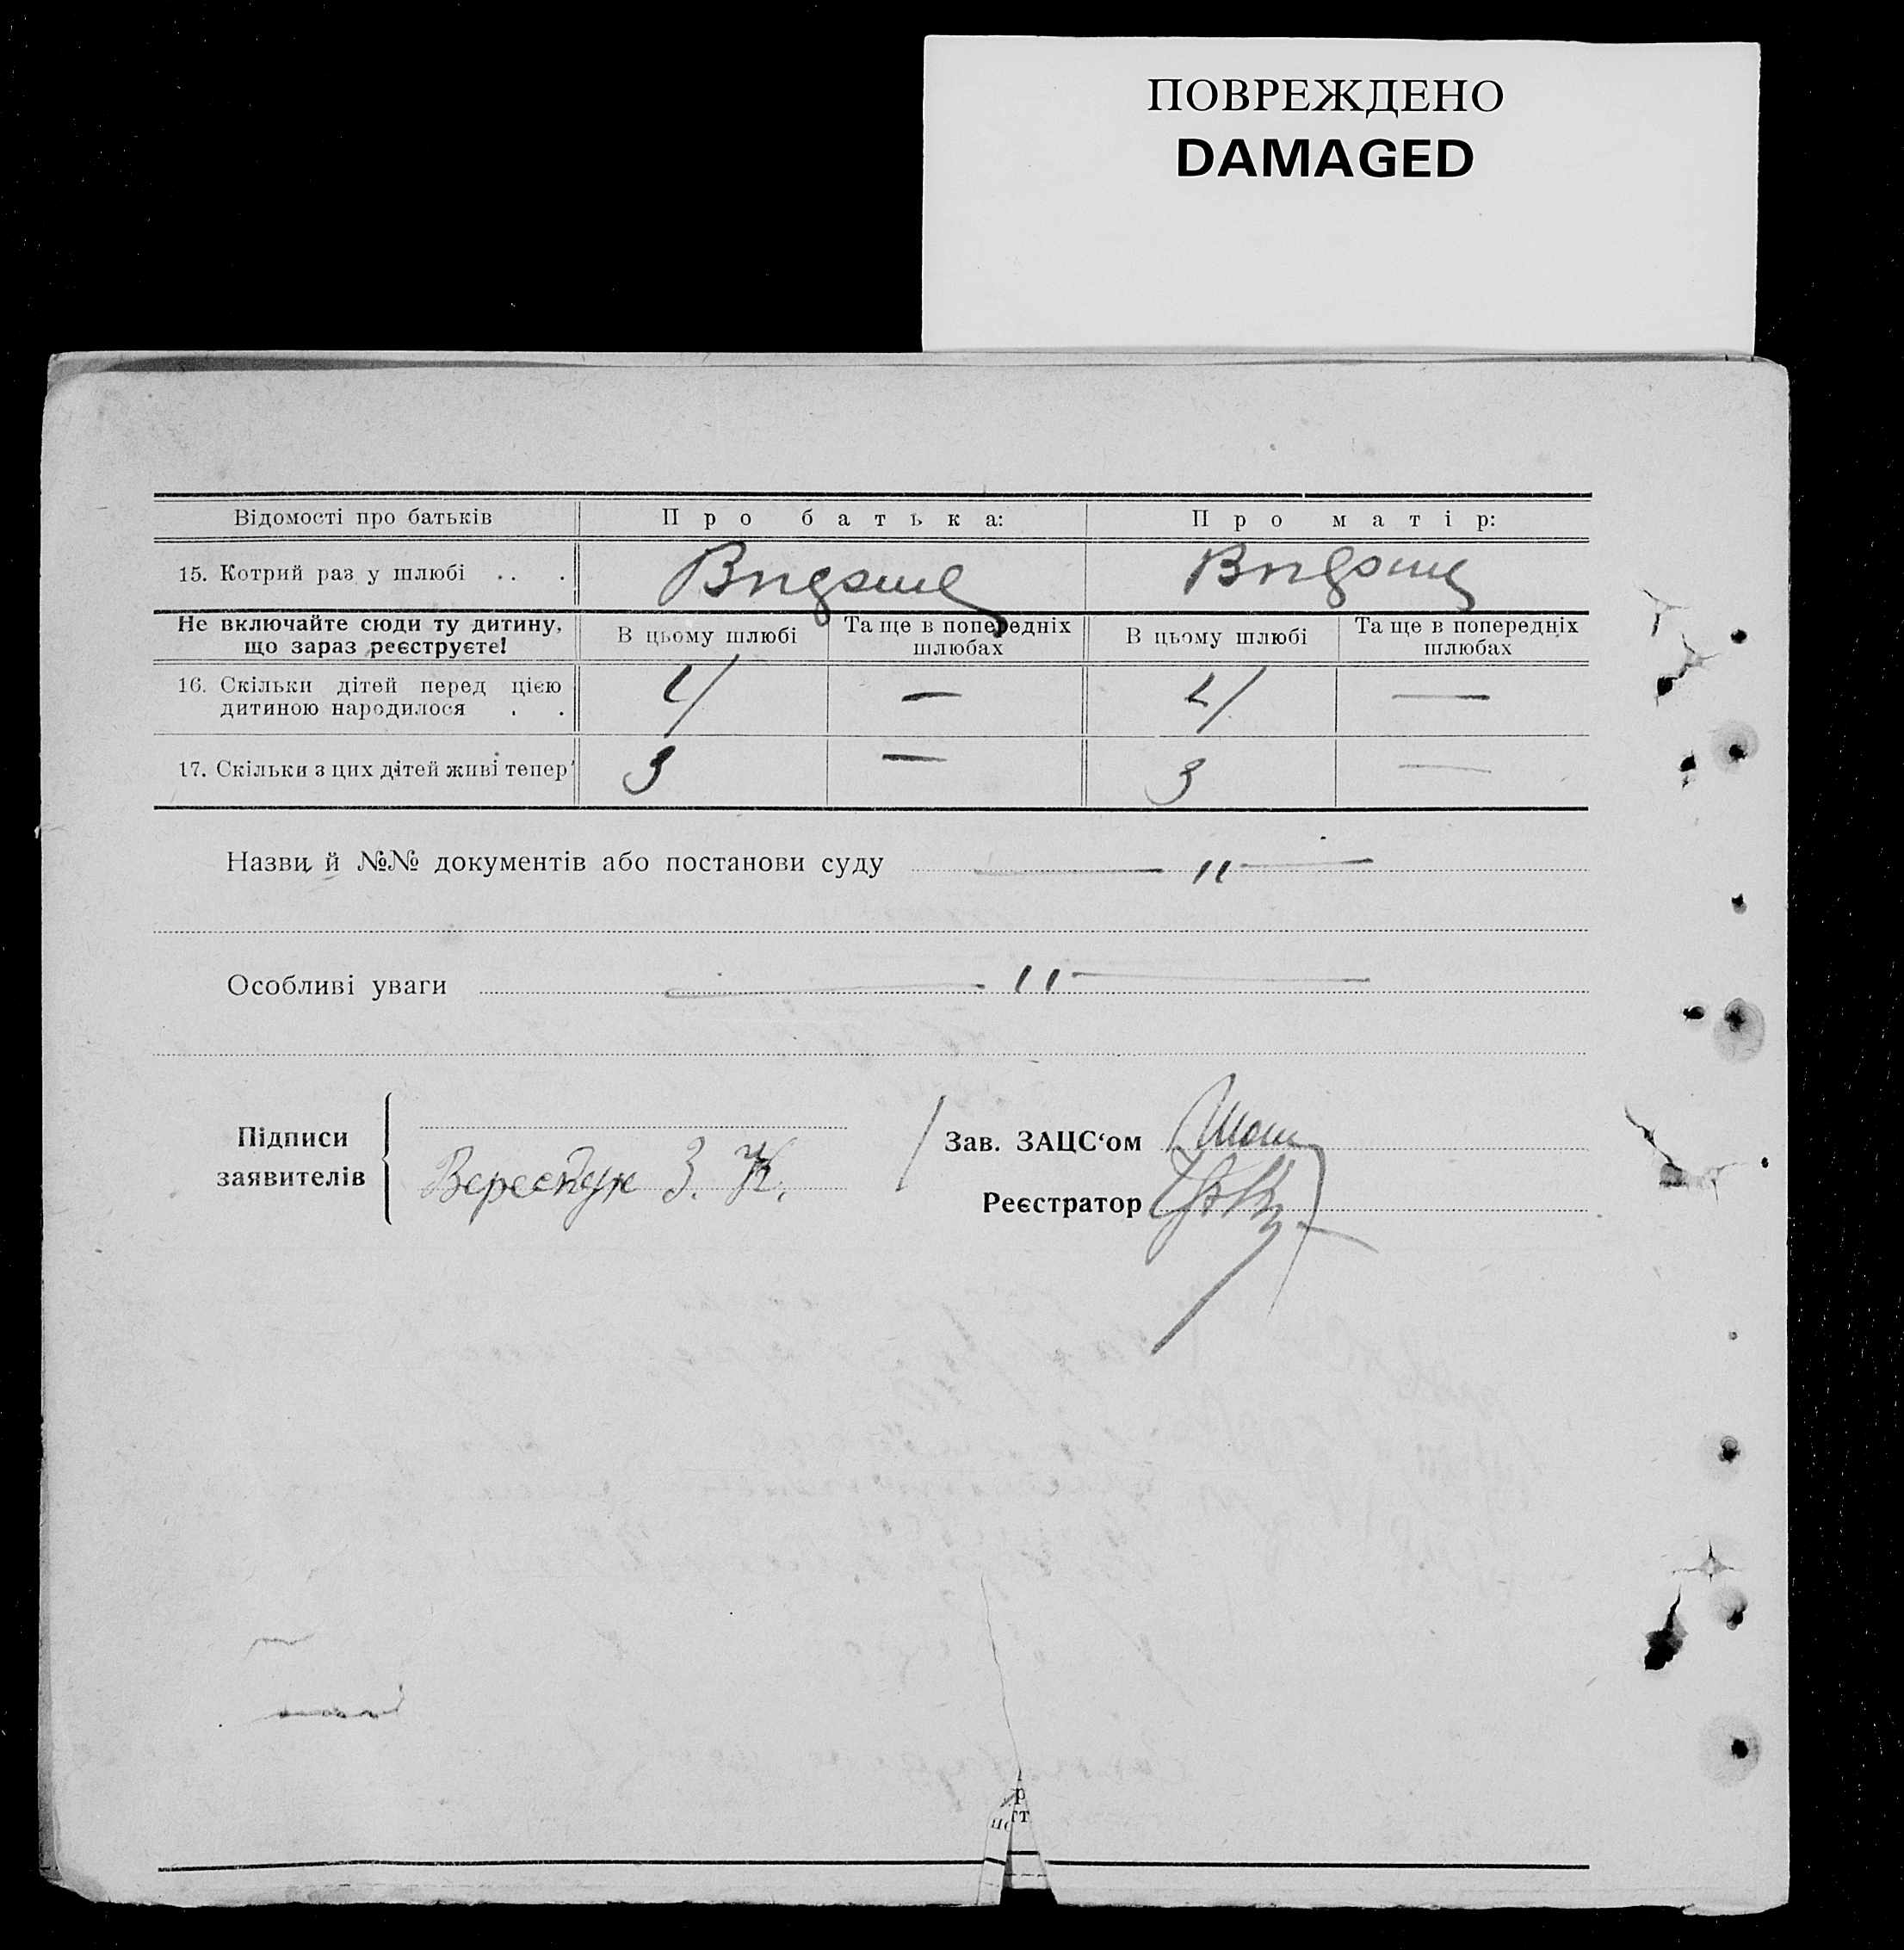 ПОВРЕЖДЕНО
DAMAGED
Відомості про батьків
Про батька:
Про матір:
15. Котрий раз у шлюбі . . .
Впершe
Впершe
Не включайте сюди ту дитину, що зараз реєструєте!
В цьому шлюбі
Та ще в попередніх шлюбах
В цьому шлюбі
Та ще в попередніх шлюбах
16. Скільки дітей перед цією дитиною народилося . .
4
—
4
—
17. Скільки з цих дітей живі тепер
3
—
3
—
Назви й №№ документів або постанови суду — " —
Особливі уваги — " —
Підписи заявителів
З. К.
Зав. ЗАЦС‘ом
Реєстратор